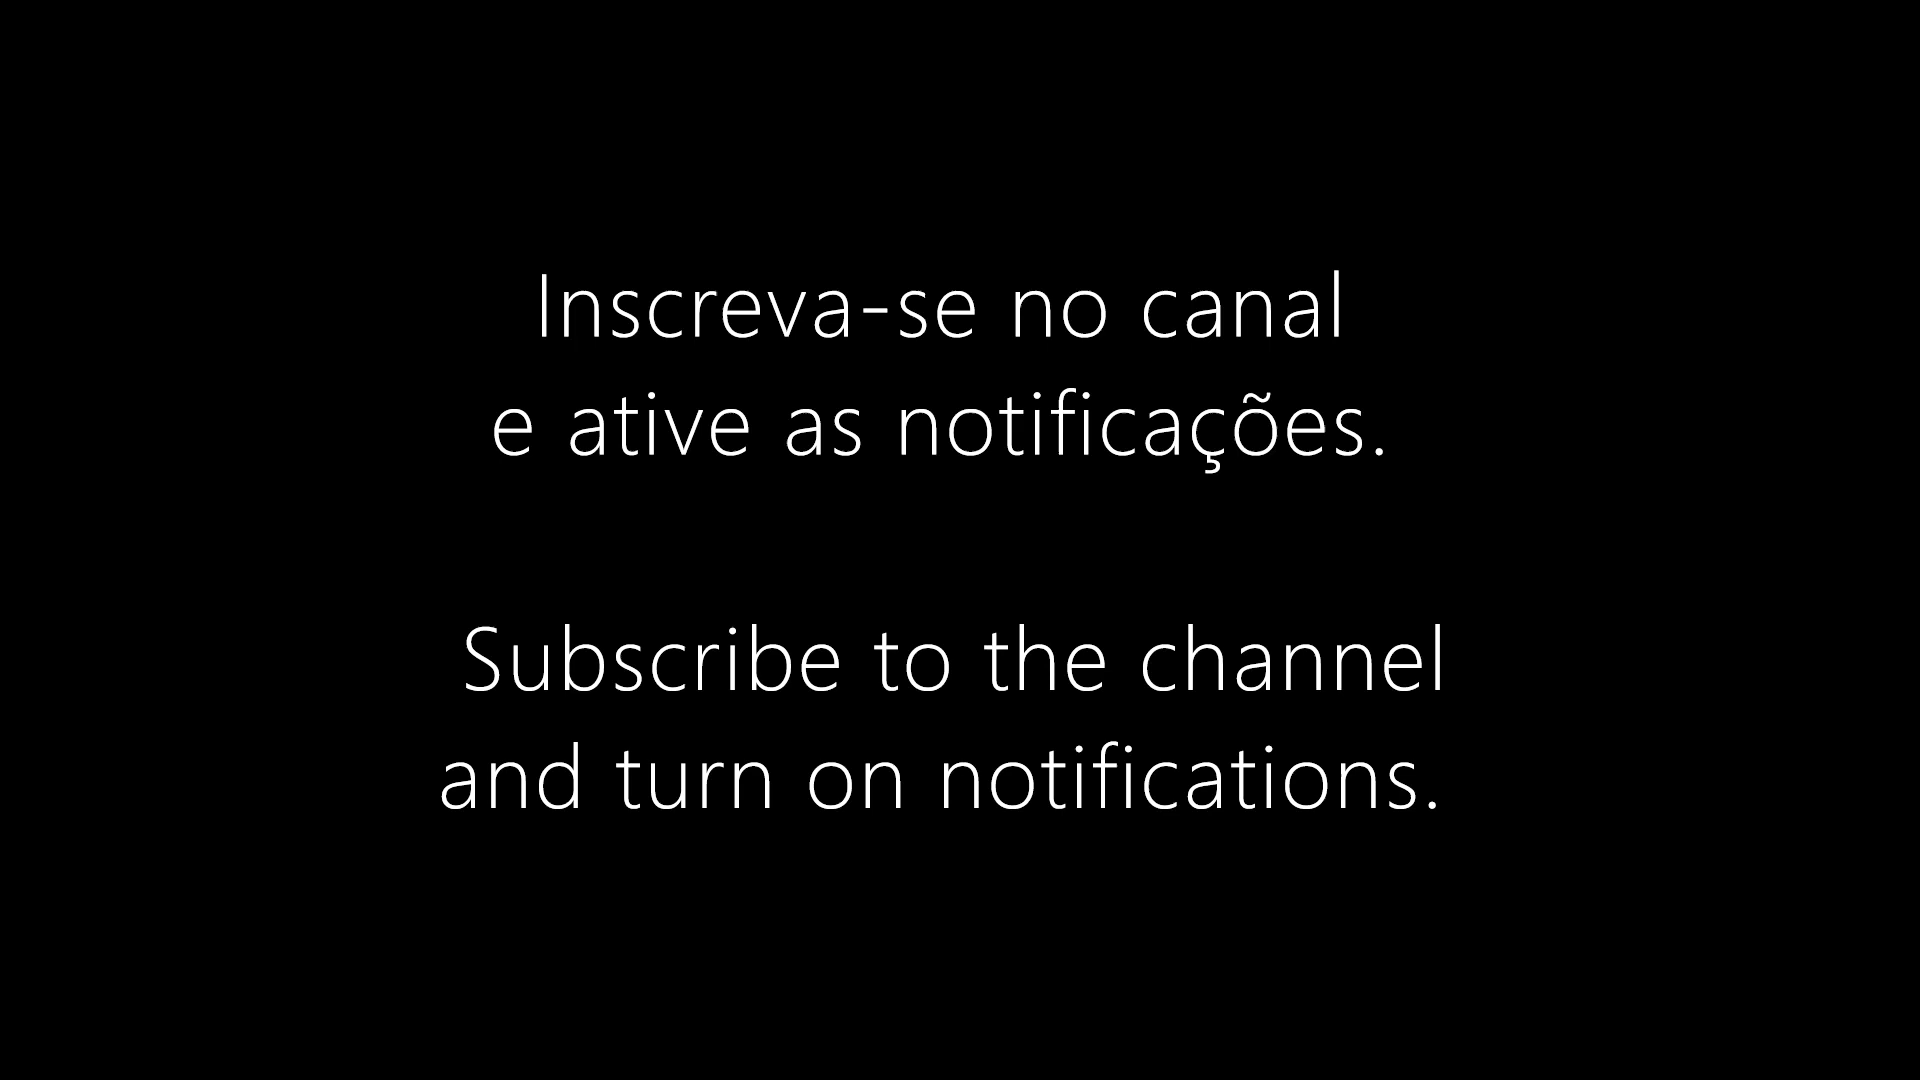 Inscreva-se no canal
e ative as notificações.
Subscribe to the channel
and turn on notifications.